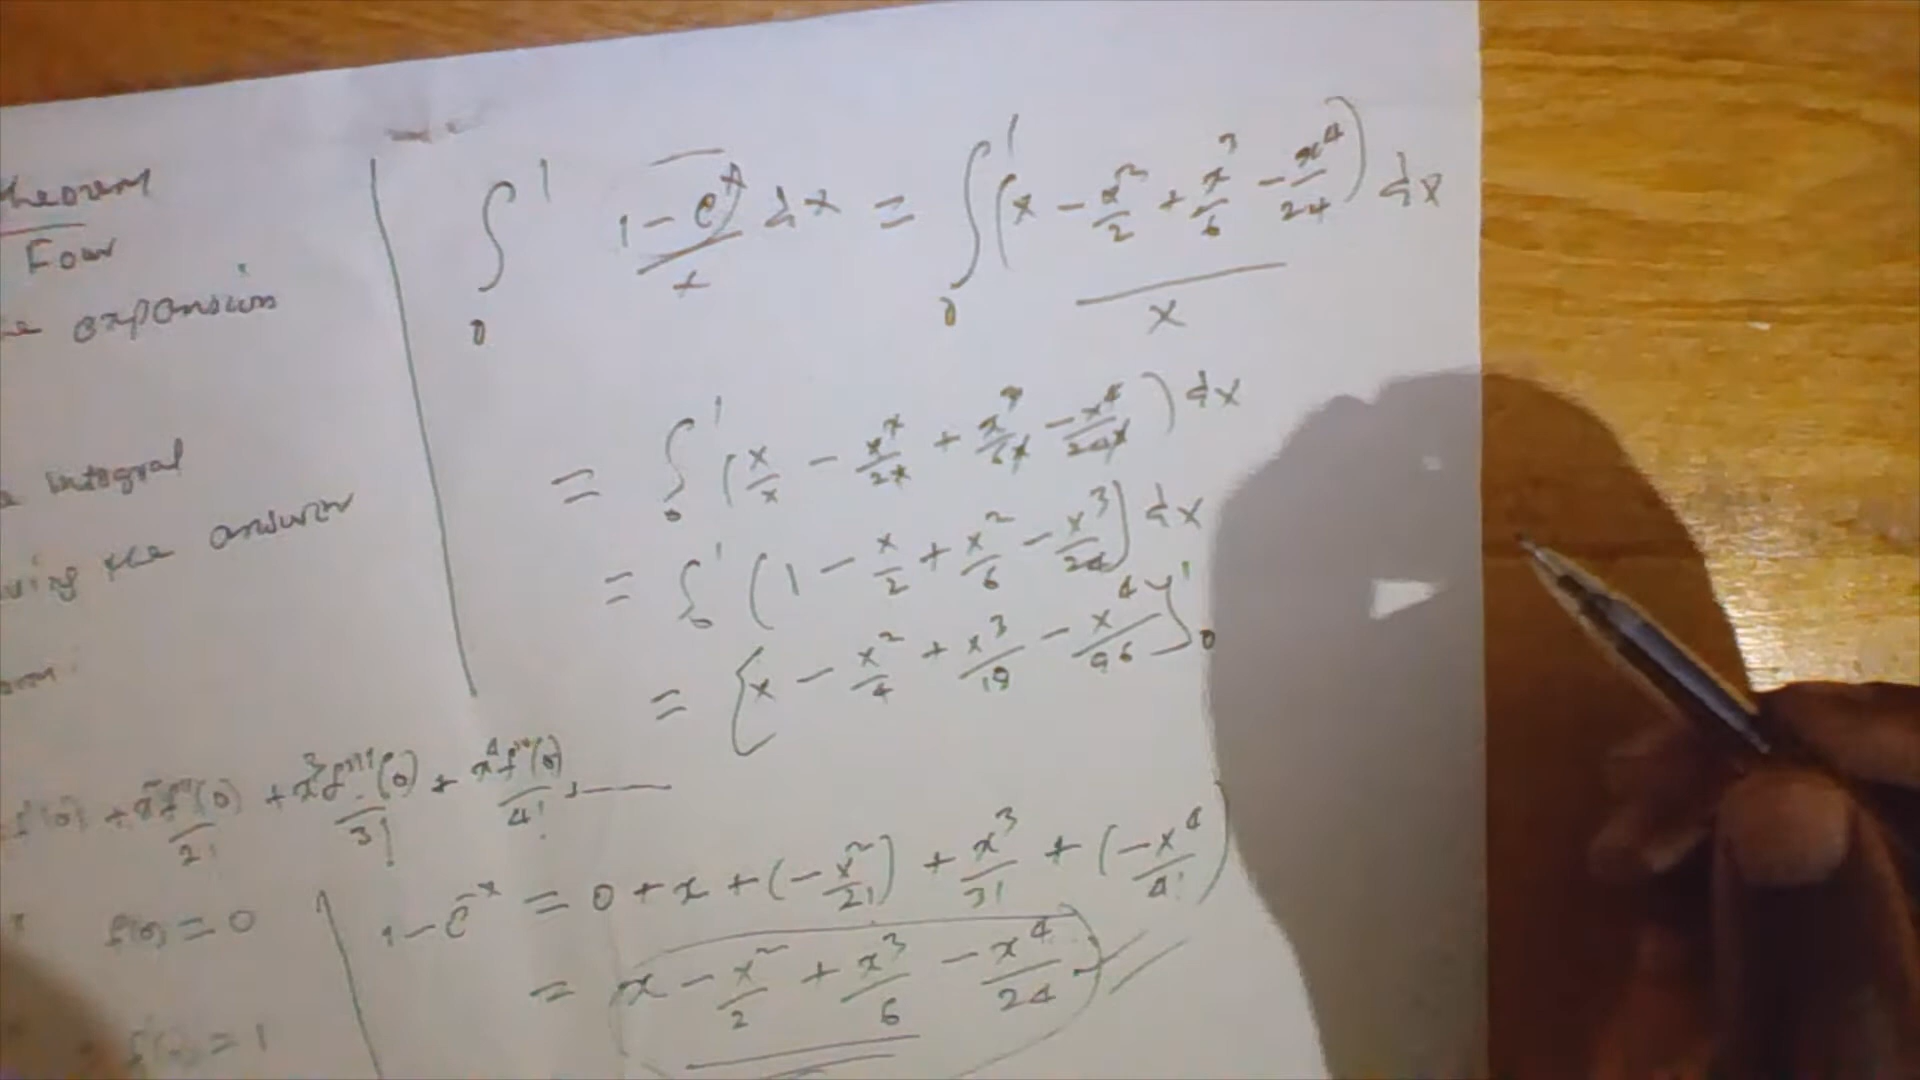 Theorem
Four
expansion
integral
the answer
∫₀¹ (1 - e⁻ˣ)/x dx = ∫₀¹ (x - x²/2 + x³/6 - x⁴/24)/x dx
= ∫₀¹ (x/x - x²/2x + x³/6x - x⁴/24x) dx
= ∫₀¹ (1 - x/2 + x²/6 - x³/24) dx
= [x - x²/4 + x³/18 - x⁴/96]₀¹
f'(0) + x²f''(0)/2! + x³f'''(0)/3! + x⁴f''''(0)/4! + ------
f(0) = 0
1 - e⁻ˣ = 0 + x + (-x²/2!) + x³/3! + (-x⁴/4!)
= x - x²/2 + x³/6 - x⁴/24
= 1